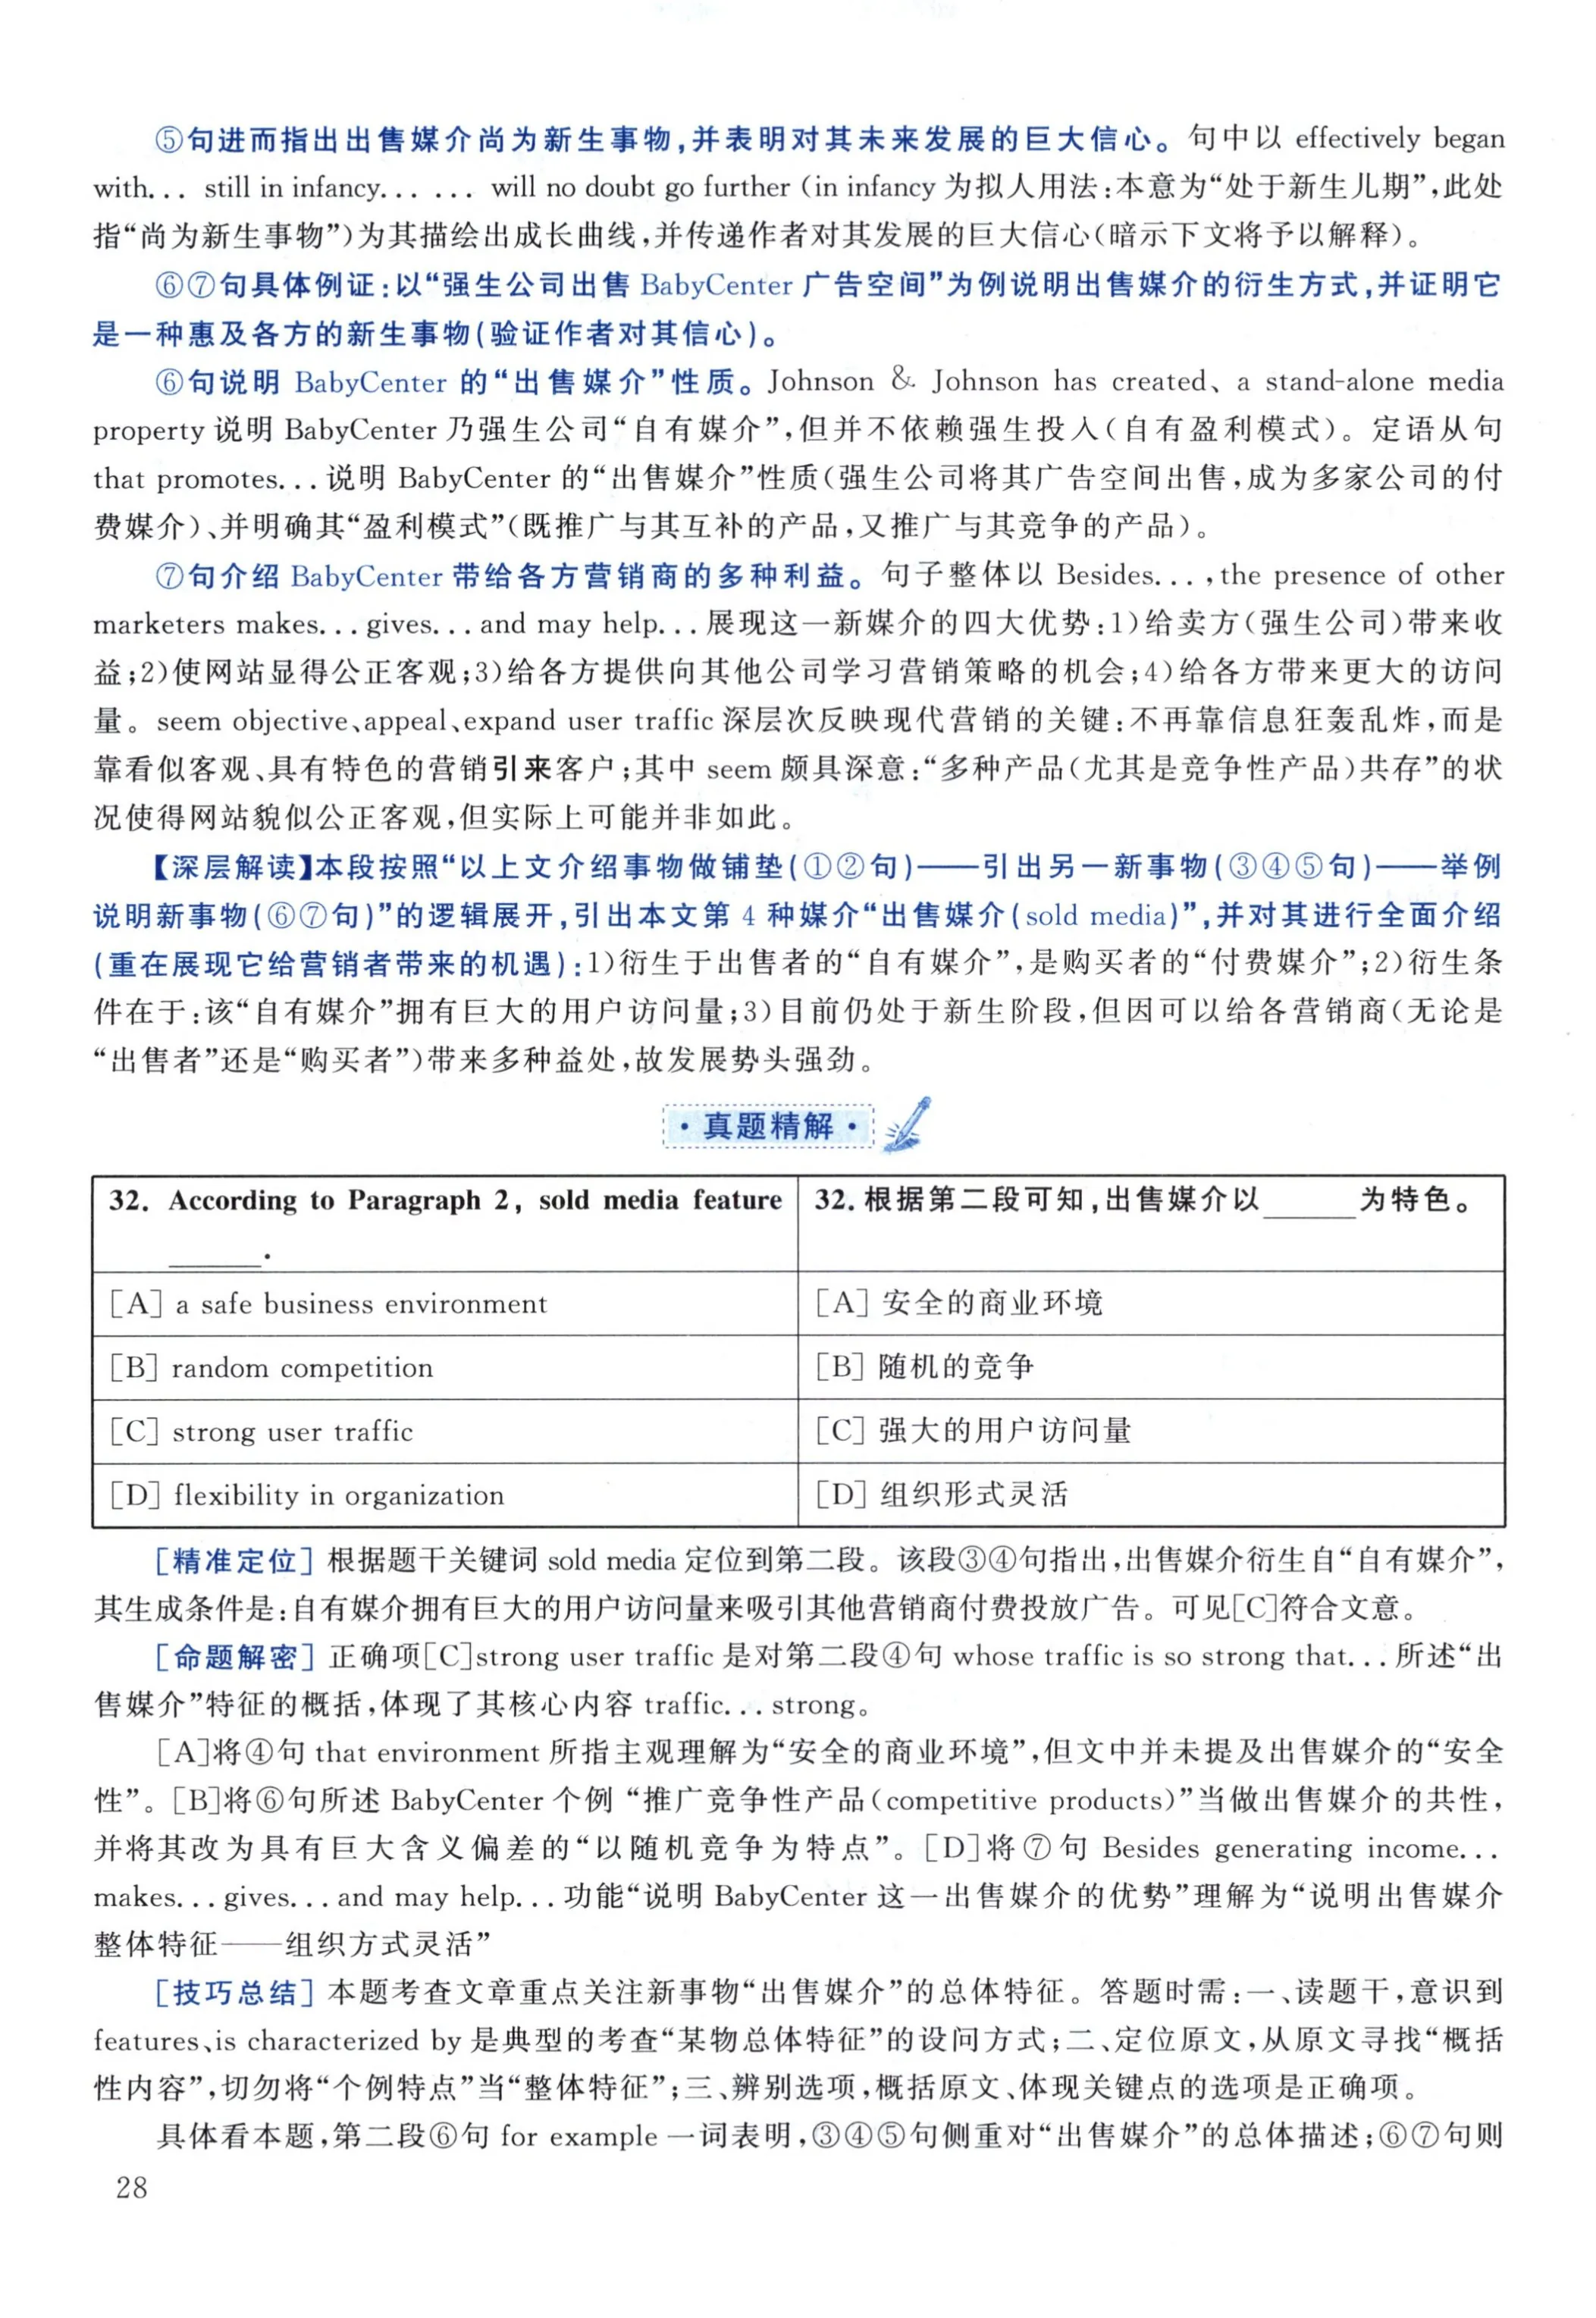 ⑤句进而指出出售媒介尚为新生事物,并表明对其未来发展的巨大信心。句中以 effectively began
with... still in infancy... ... will no doubt go further (in infancy 为拟人用法:本意为“处于新生儿期”,此处
指“尚为新生事物”)为其描绘出成长曲线,并传递作者对其发展的巨大信心(暗示下文将予以解释)。
⑥⑦句具体例证:以“强生公司出售 BabyCenter 广告空间”为例说明出售媒介的衍生方式,并证明它
是一种惠及各方的新生事物(验证作者对其信心)。
⑥句说明 BabyCenter 的“出售媒介”性质。Johnson & Johnson has created、a stand-alone media
property 说明 BabyCenter 乃强生公司“自有媒介”,但并不依赖强生投入(自有盈利模式)。定语从句
that promotes...说明 BabyCenter 的“出售媒介”性质(强生公司将其广告空间出售,成为多家公司的付
费媒介)、并明确其“盈利模式”(既推广与其互补的产品,又推广与其竞争的产品)。
⑦句介绍 BabyCenter 带给各方营销商的多种利益。句子整体以 Besides...,the presence of other
marketers makes...gives...and may help...展现这一新媒介的四大优势:1)给卖方(强生公司)带来收
益;2)使网站显得公正客观;3)给各方提供向其他公司学习营销策略的机会;4)给各方带来更大的访问
量。seem objective、appeal、expand user traffic 深层次反映现代营销的关键:不再靠信息狂轰乱炸,而是
靠看似客观、具有特色的营销引来客户;其中 seem 颇具深意:“多种产品(尤其是竞争性产品)共存”的状
况使得网站貌似公正客观,但实际上可能并非如此。
【深层解读】本段按照“以上文介绍事物做铺垫(①②句)——引出另一新事物(③④⑤句)——举例
说明新事物(⑥⑦句)”的逻辑展开,引出本文第 4 种媒介“出售媒介(sold media)”,并对其进行全面介绍
(重在展现它给营销者带来的机遇):1)衍生于出售者的“自有媒介”,是购买者的“付费媒介”;2)衍生条
件在于:该“自有媒介”拥有巨大的用户访问量;3)目前仍处于新生阶段,但因可以给各营销商(无论是
“出售者”还是“购买者”)带来多种益处,故发展势头强劲。
·真题精解·
32. According to Paragraph 2, sold media feature
______.
32.根据第二段可知,出售媒介以______为特色。
[A] a safe business environment
[A] 安全的商业环境
[B] random competition
[B] 随机的竞争
[C] strong user traffic
[C] 强大的用户访问量
[D] flexibility in organization
[D] 组织形式灵活
[精准定位] 根据题干关键词 sold media 定位到第二段。该段③④句指出,出售媒介衍生自“自有媒介”,
其生成条件是:自有媒介拥有巨大的用户访问量来吸引其他营销商付费投放广告。可见[C]符合文意。
[命题解密] 正确项[C]strong user traffic 是对第二段④句 whose traffic is so strong that...所述“出
售媒介”特征的概括,体现了其核心内容 traffic...strong。
[A]将④句 that environment 所指主观理解为“安全的商业环境”,但文中并未提及出售媒介的“安全
性”。[B]将⑥句所述 BabyCenter 个例 “推广竞争性产品(competitive products)”当做出售媒介的共性,
并将其改为具有巨大含义偏差的“以随机竞争为特点”。[D]将⑦句 Besides generating income...
makes...gives...and may help...功能“说明 BabyCenter 这一出售媒介的优势”理解为“说明出售媒介
整体特征——组织方式灵活”
[技巧总结] 本题考查文章重点关注新事物“出售媒介”的总体特征。答题时需:一、读题干,意识到
features、is characterized by 是典型的考查“某物总体特征”的设问方式;二、定位原文,从原文寻找“概括
性内容”,切勿将“个例特点”当“整体特征”;三、辨别选项,概括原文、体现关键点的选项是正确项。
具体看本题,第二段⑥句 for example 一词表明,③④⑤句侧重对“出售媒介”的总体描述;⑥⑦句则
28